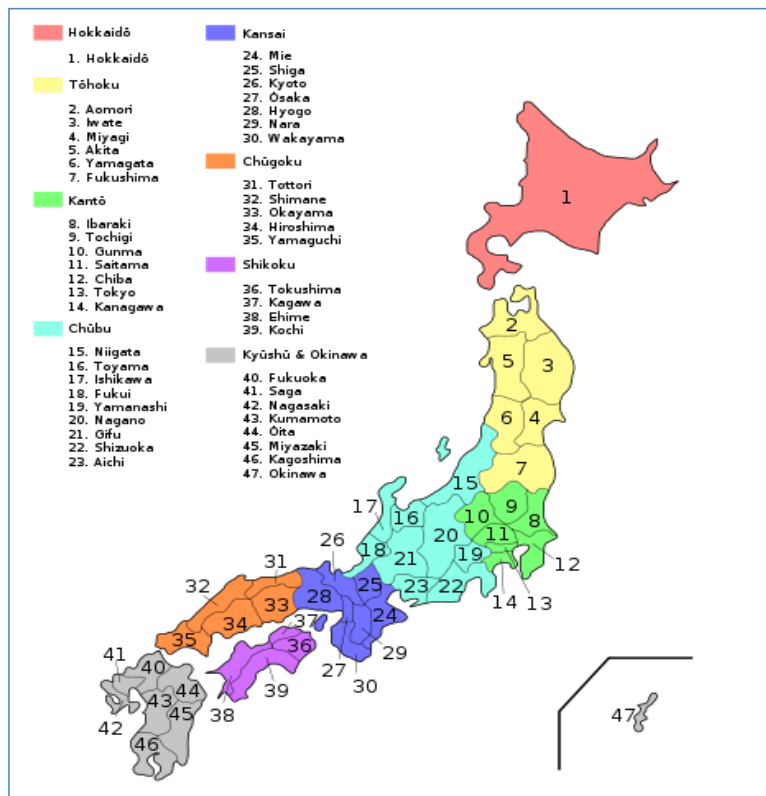 Hokkaidō
1. Hokkaidō
Tōhoku
2. Aomori
3. Iwate
4. Miyagi
5. Akita
6. Yamagata
7. Fukushima
Kantō
8. Ibaraki
9. Tochigi
10. Gunma
11. Saitama
12. Chiba
13. Tokyo
14. Kanagawa
Chūbu
15. Niigata
16. Toyama
17. Ishikawa
18. Fukui
19. Yamanashi
20. Nagano
21. Gifu
22. Shizuoka
23. Aichi
Kansai
24. Mie
25. Shiga
26. Kyoto
27. Ōsaka
28. Hyogo
29. Nara
30. Wakayama
Chūgoku
31. Tottori
32. Shimane
33. Okayama
34. Hiroshima
35. Yamaguchi
Shikoku
36. Tokushima
37. Kagawa
38. Ehime
39. Kochi
Kyūshū & Okinawa
40. Fukuoka
41. Saga
42. Nagasaki
43. Kumamoto
44. Ōita
45. Miyazaki
46. Kagoshima
47. Okinawa
1
2
3
5
6
4
7
15
9
10
8
17
16
20
11
18
21
19
12
26
14
13
31
25
23
22
32
28
24
33
34
37
35
36
27
29
30
41
40
39
38
44
43
45
42
46
47